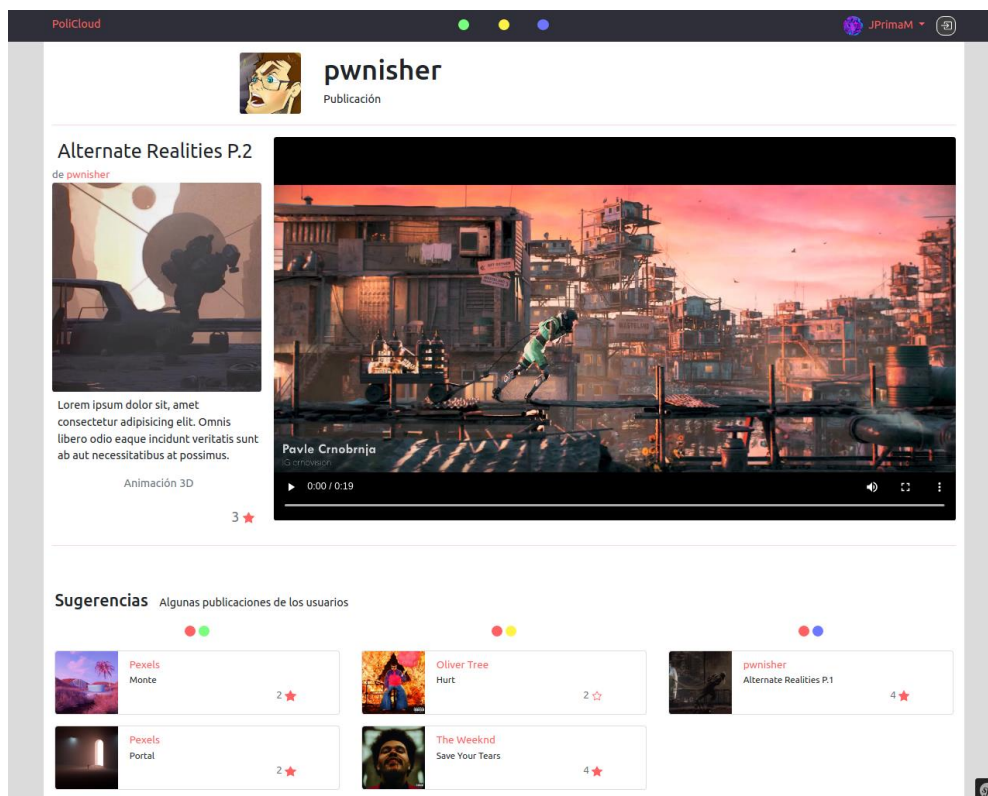 PoliCloud
JPrimaM
pwnisher
Publicación
Alternate Realities P.2
de pwnisher
Lorem ipsum dolor sit, amet
consectetur adipisicing elit. Omnis
libero odio eaque incidunt veritatis sunt
ab aut necessitatibus at possimus.
Animación 3D
3
Pavle Crnobrnja
crnovision
0:00 / 0:19
Sugerencias Algunas publicaciones de los usuarios
Pexels
Monte
2
Pexels
Portal
2
Oliver Tree
Hurt
2
The Weeknd
Save Your Tears
4
pwnisher
Alternate Realities P.1
4